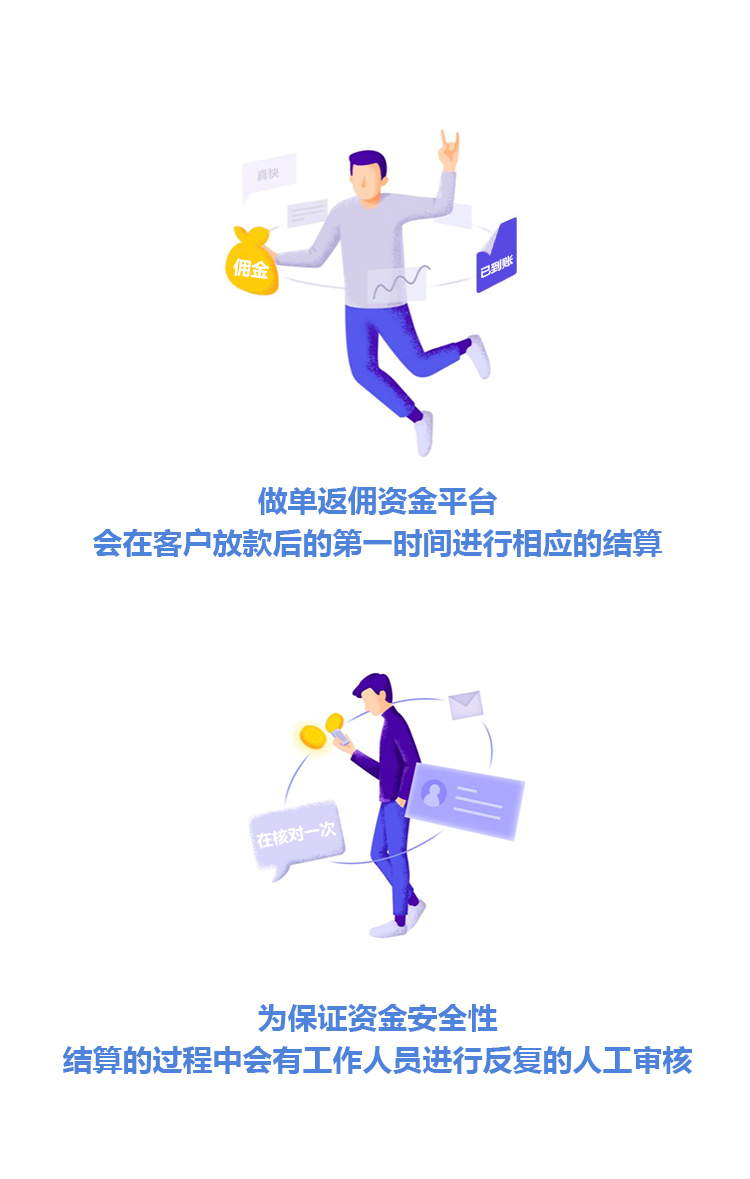 真快
佣金
已到账
做单返佣资金平台
会在客户放款后的第一时间进行相应的结算
在核对一次
为保证资金安全性
结算的过程中会有工作人员进行反复的人工审核